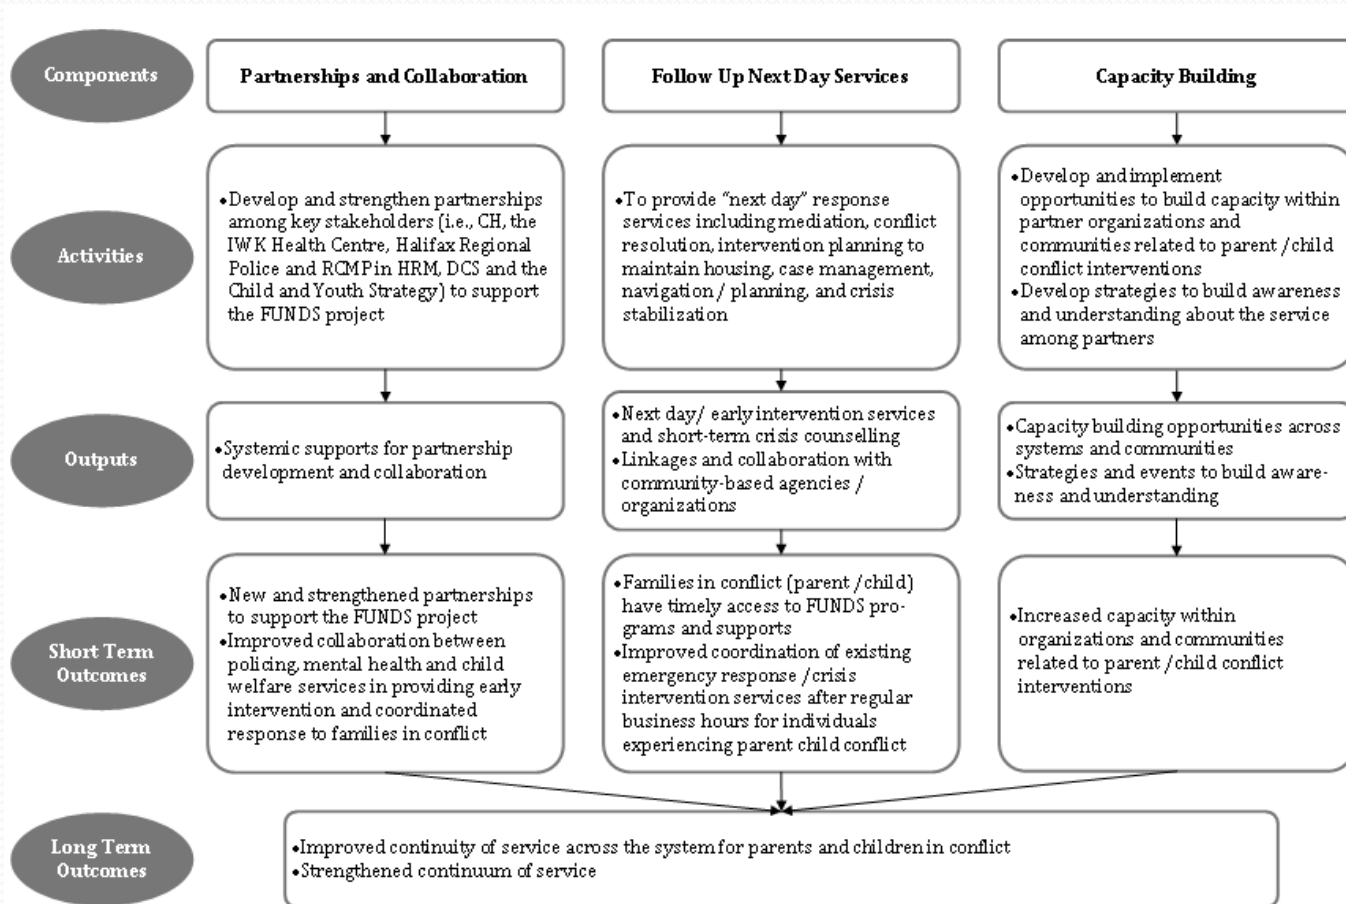 Components
Partnerships and Collaboration
Follow Up Next Day Services
Capacity Building
Activities
•Develop and strengthen partnerships
among key stakeholders (i.e., CH, the
IWK Health Centre, Halifax Regional
Police and RCMP in HRM, DCS and the
Child and Youth Strategy) to support
the FUNDS project
•To provide “next day” response
services including mediation, conflict
resolution, intervention planning to
maintain housing, case management,
navigation / planning, and crisis
stabilization
•Develop and implement
opportunities to build capacity within
partner organizations and
communities related to parent /child
conflict interventions
•Develop strategies to build awareness
and understanding about the service
among partners
Outputs
•Systemic supports for partnership
development and collaboration
•Next day/ early intervention services
and short-term crisis counselling
•Linkages and collaboration with
community-based agencies /
organizations
•Capacity building opportunities across
systems and communities
•Strategies and events to build aware-
ness and understanding
Short Term
Outcomes
•New and strengthened partnerships
to support the FUNDS project
•Improved collaboration between
policing, mental health and child
welfare services in providing early
intervention and coordinated
response to families in conflict
•Families in conflict (parent /child)
have timely access to FUNDS pro-
grams and supports
•Improved coordination of existing
emergency response /crisis
intervention services after regular
business hours for individuals
experiencing parent child conflict
•Increased capacity within
organizations and communities
related to parent /child conflict
interventions
Long Term
Outcomes
•Improved continuity of service across the system for parents and children in conflict
•Strengthened continuum of service